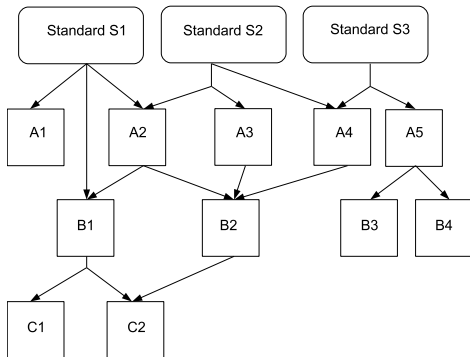 Standard S1
Standard S2
Standard S3
A1
A2
A3
A4
A5
B1
B2
B3
B4
C1
C2